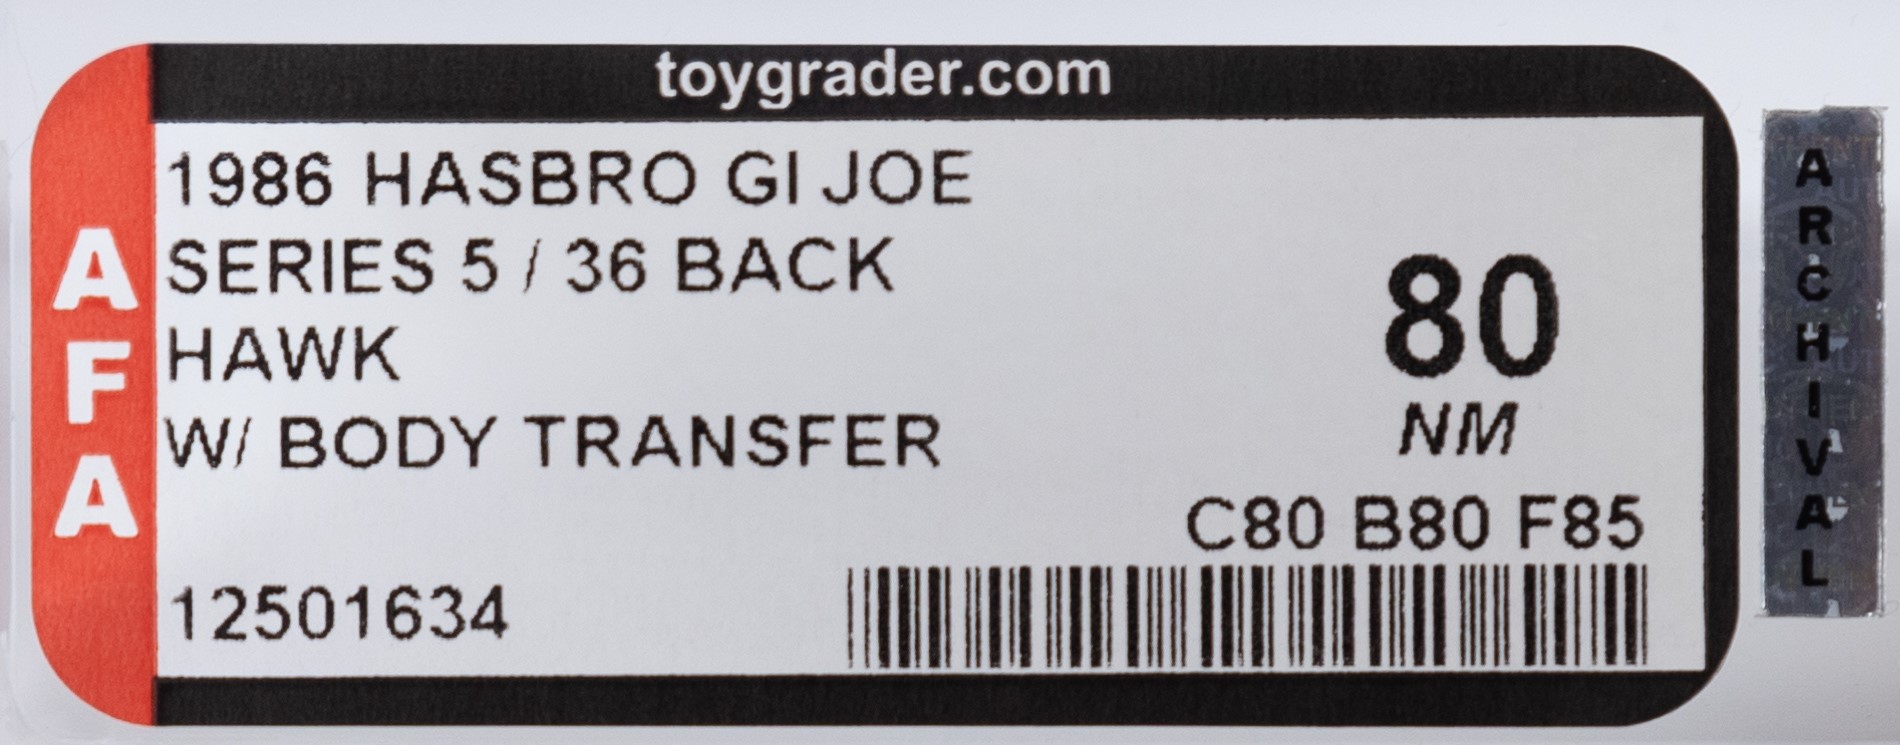 toygrader.com
AFA
1986 HASBRO GI JOE
SERIES 5 / 36 BACK
HAWK
W/ BODY TRANSFER
80
NM
C80 B80 F85
12501634
ARCHIVAL